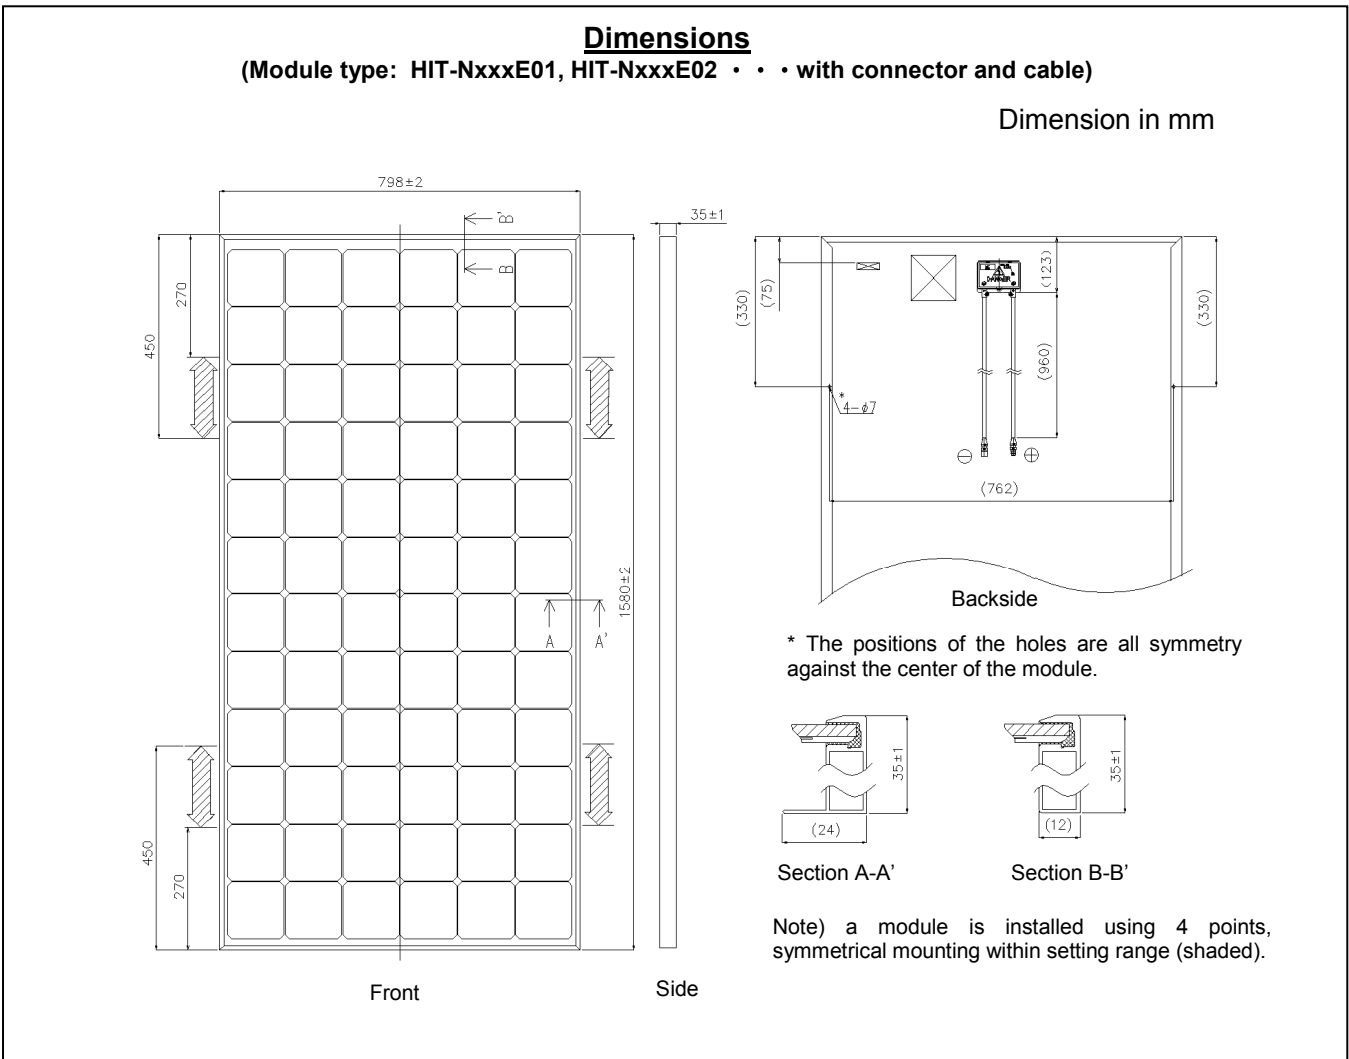 Dimensions
(Module type: HIT-NxxxE01, HIT-NxxxE02 ・・・with connector and cable)
Dimension in mm
798±2
B'
B
270
450
1580±2
A
A'
450
270
Front
35±1
Side
(330)
(75)
DANGER
(123)
(960)
(330)
*
4-φ7
⊖
⊕
(762)
Backside
* The positions of the holes are all symmetry
against the center of the module.
35±1
(24)
Section A-A’
35±1
(12)
Section B-B’
Note) a module is installed using 4 points,
symmetrical mounting within setting range (shaded).